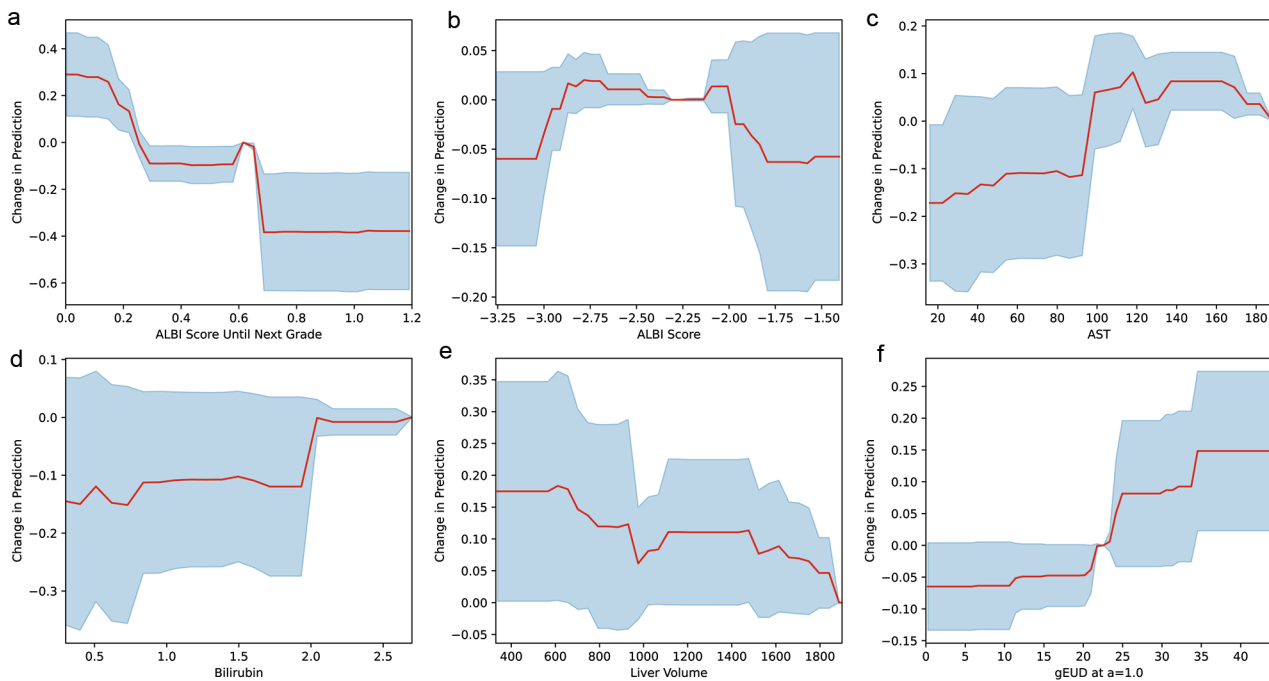 a
0.4
0.2
0.0
−0.2
−0.4
−0.6
Change in Prediction
0.0 0.2 0.4 0.6 0.8 1.0 1.2
ALBI Score Until Next Grade
b
0.05
0.00
−0.05
−0.10
−0.15
−0.20
Change in Prediction
−3.25 −3.00 −2.75 −2.50 −2.25 −2.00 −1.75 −1.50
ALBI Score
c
0.2
0.1
0.0
−0.1
−0.2
−0.3
Change in Prediction
20 40 60 80 100 120 140 160 180
AST
d
0.1
0.0
−0.1
−0.2
−0.3
Change in Prediction
0.5 1.0 1.5 2.0 2.5
Bilirubin
e
0.35
0.30
0.25
0.20
0.15
0.10
0.05
0.00
−0.05
Change in Prediction
400 600 800 1000 1200 1400 1600 1800
Liver Volume
f
0.25
0.20
0.15
0.10
0.05
0.00
−0.05
−0.10
−0.15
Change in Prediction
0 5 10 15 20 25 30 35 40
gEUD at a=1.0